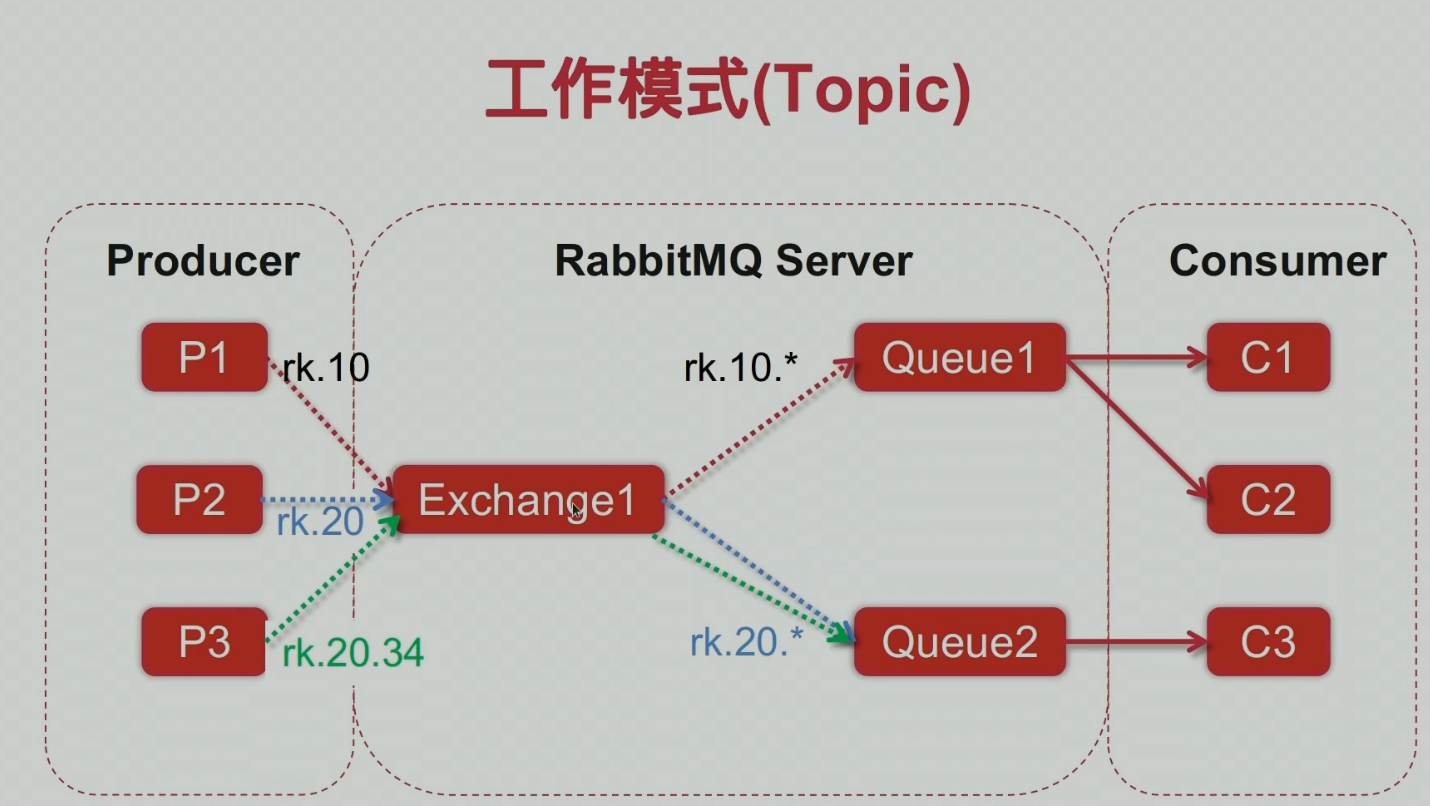 工作模式(Topic)
Producer
RabbitMQ Server
Consumer
P1
rk.10
rk.10.*
Queue1
C1
P2
rk.20
Exchange1
C2
P3
rk.20.34
rk.20.*
Queue2
C3